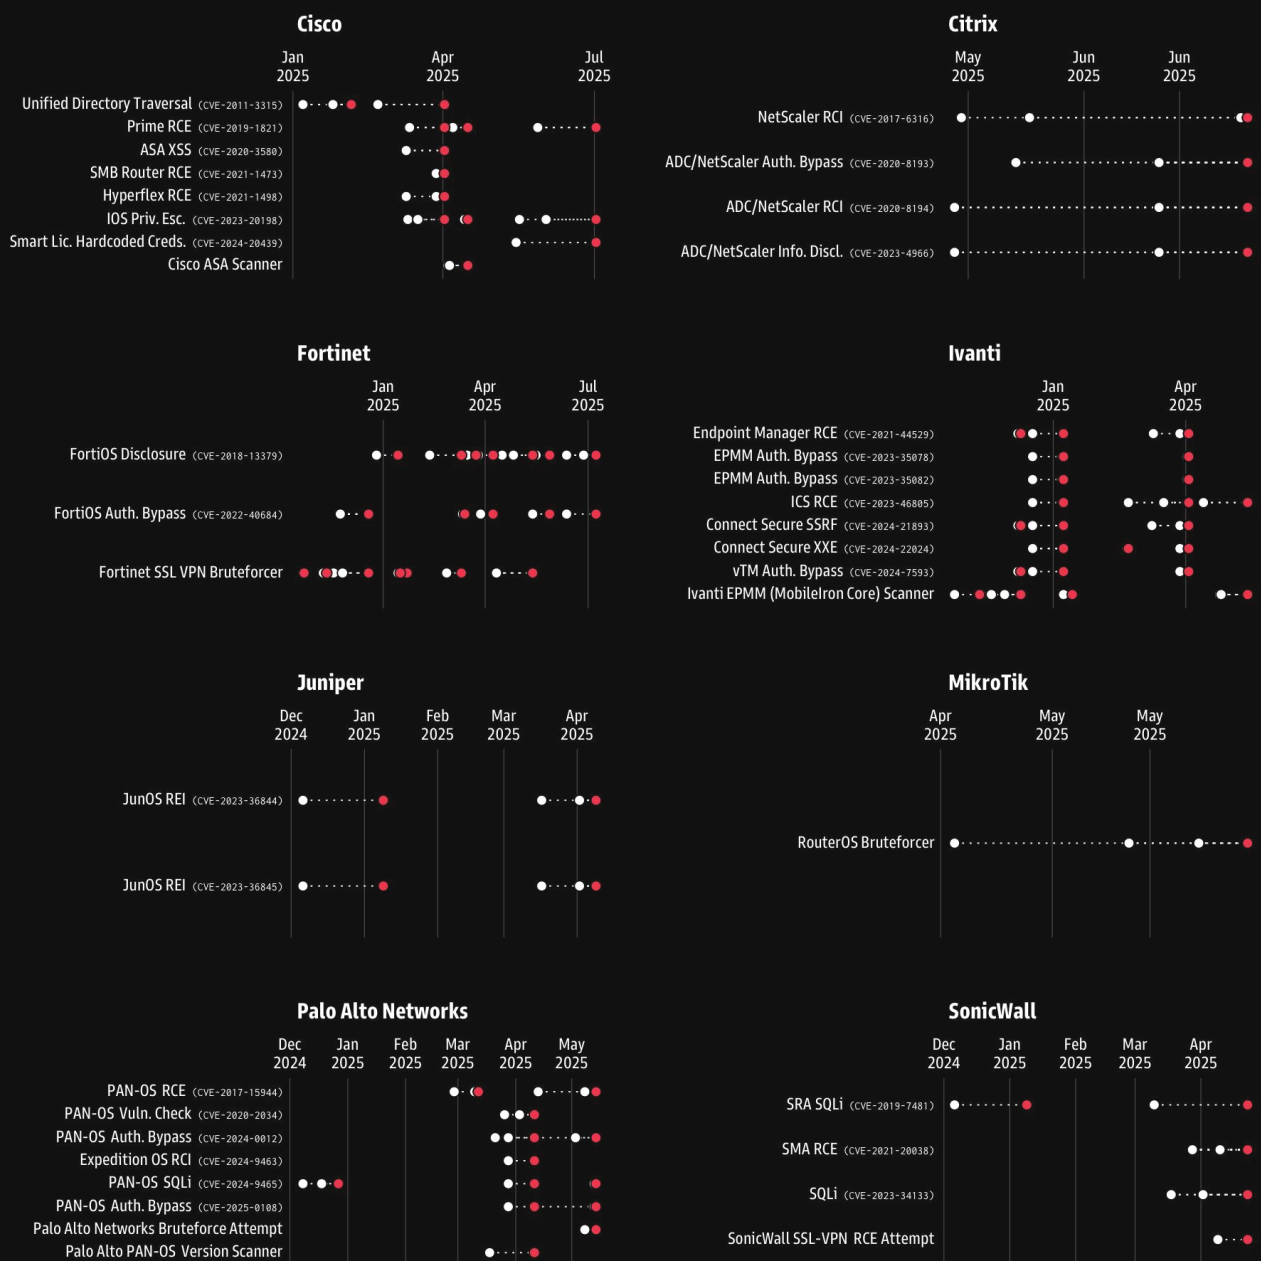 Cisco
Jan Apr Jul
2025 2025 2025
Unified Directory Traversal (CVE-2011-3315)
Prime RCE (CVE-2019-1821)
ASA XSS (CVE-2020-3580)
SMB Router RCE (CVE-2021-1473)
Hyperflex RCE (CVE-2021-1498)
IOS Priv. Esc. (CVE-2023-20198)
Smart Lic. Hardcoded Creds. (CVE-2024-20439)
Cisco ASA Scanner
Citrix
May Jun Jun
2025 2025 2025
NetScaler RCI (CVE-2017-6316)
ADC/NetScaler Auth. Bypass (CVE-2020-8193)
ADC/NetScaler RCI (CVE-2020-8194)
ADC/NetScaler Info. Discl. (CVE-2023-4966)
Fortinet
Jan Apr Jul
2025 2025 2025
FortiOS Disclosure (CVE-2018-13379)
FortiOS Auth. Bypass (CVE-2022-40684)
Fortinet SSL VPN Bruteforcer
Ivanti
Jan Apr
2025 2025
Endpoint Manager RCE (CVE-2021-44529)
EPMM Auth. Bypass (CVE-2023-35078)
EPMM Auth. Bypass (CVE-2023-35082)
ICS RCE (CVE-2023-46805)
Connect Secure SSRF (CVE-2024-21893)
Connect Secure XXE (CVE-2024-22024)
vTM Auth. Bypass (CVE-2024-7593)
Ivanti EPMM (MobileIron Core) Scanner
Juniper
Dec Jan Feb Mar Apr
2024 2025 2025 2025 2025
JunOS REI (CVE-2023-36844)
JunOS REI (CVE-2023-36845)
MikroTik
Apr May May
2025 2025 2025
RouterOS Bruteforcer
Palo Alto Networks
Dec Jan Feb Mar Apr May
2024 2025 2025 2025 2025 2025
PAN-OS RCE (CVE-2017-15944)
PAN-OS Vuln. Check (CVE-2020-2034)
PAN-OS Auth. Bypass (CVE-2024-0012)
Expedition OS RCI (CVE-2024-9463)
PAN-OS SQLi (CVE-2024-9465)
PAN-OS Auth. Bypass (CVE-2025-0108)
Palo Alto Networks Bruteforce Attempt
Palo Alto PAN-OS Version Scanner
SonicWall
Dec Jan Feb Mar Apr
2024 2025 2025 2025 2025
SRA SQLi (CVE-2019-7481)
SMA RCE (CVE-2021-20038)
SQLi (CVE-2023-34133)
SonicWall SSL-VPN RCE Attempt